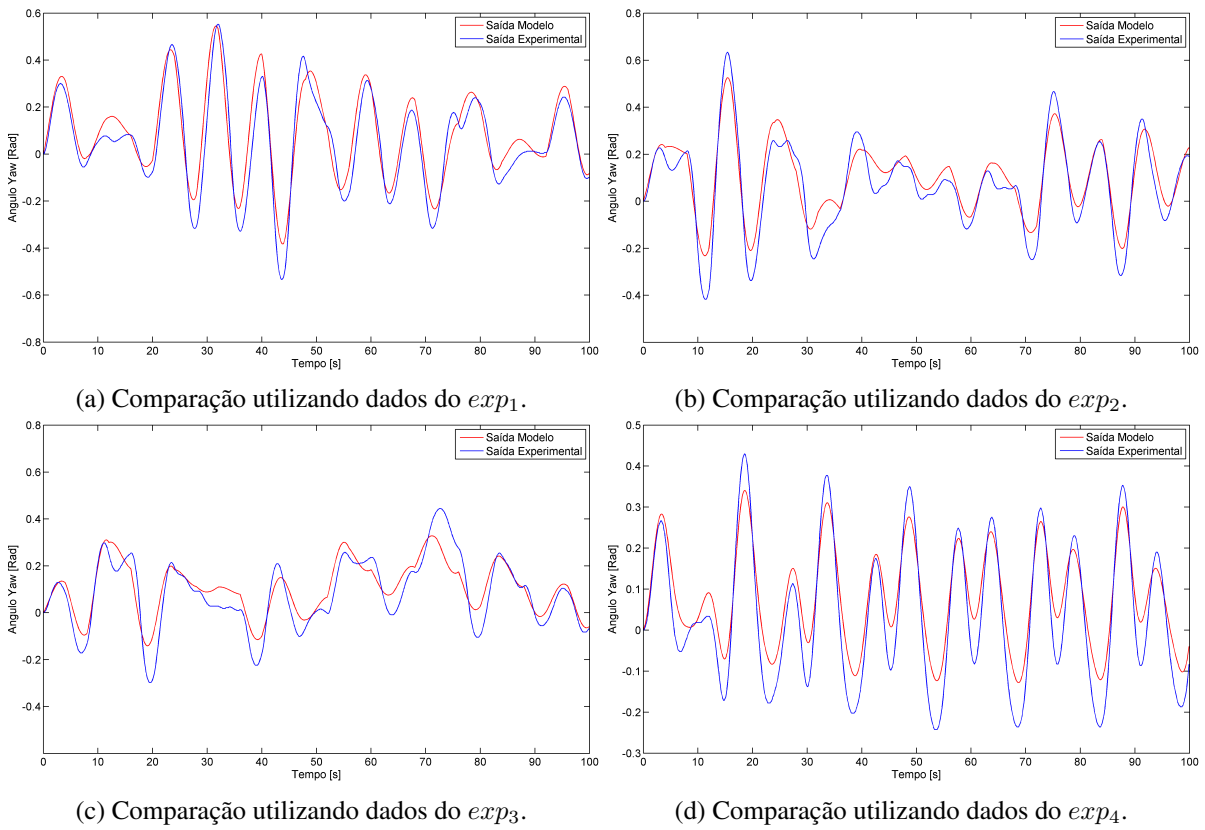 0.6
0.4
0.2
0
-0.2
-0.4
-0.6
-0.8
Angulo Yaw [Rad]
0 10 20 30 40 50 60 70 80 90 100
Tempo [s]
Saída Modelo
Saída Experimental
(a) Comparação utilizando dados do exp1.
0.8
0.6
0.4
0.2
0
-0.2
-0.4
Angulo Yaw [Rad]
0 10 20 30 40 50 60 70 80 90 100
Tempo [s]
Saída Modelo
Saída Experimental
(b) Comparação utilizando dados do exp2.
0.8
0.6
0.4
0.2
0
-0.2
-0.4
Angulo Yaw [Rad]
0 10 20 30 40 50 60 70 80 90 100
Tempo [s]
Saída Modelo
Saída Experimental
(c) Comparação utilizando dados do exp3.
0.5
0.4
0.3
0.2
0.1
0
-0.1
-0.2
-0.3
Angulo Yaw [Rad]
0 10 20 30 40 50 60 70 80 90 100
Tempo [s]
Saída Modelo
Saída Experimental
(d) Comparação utilizando dados do exp4.